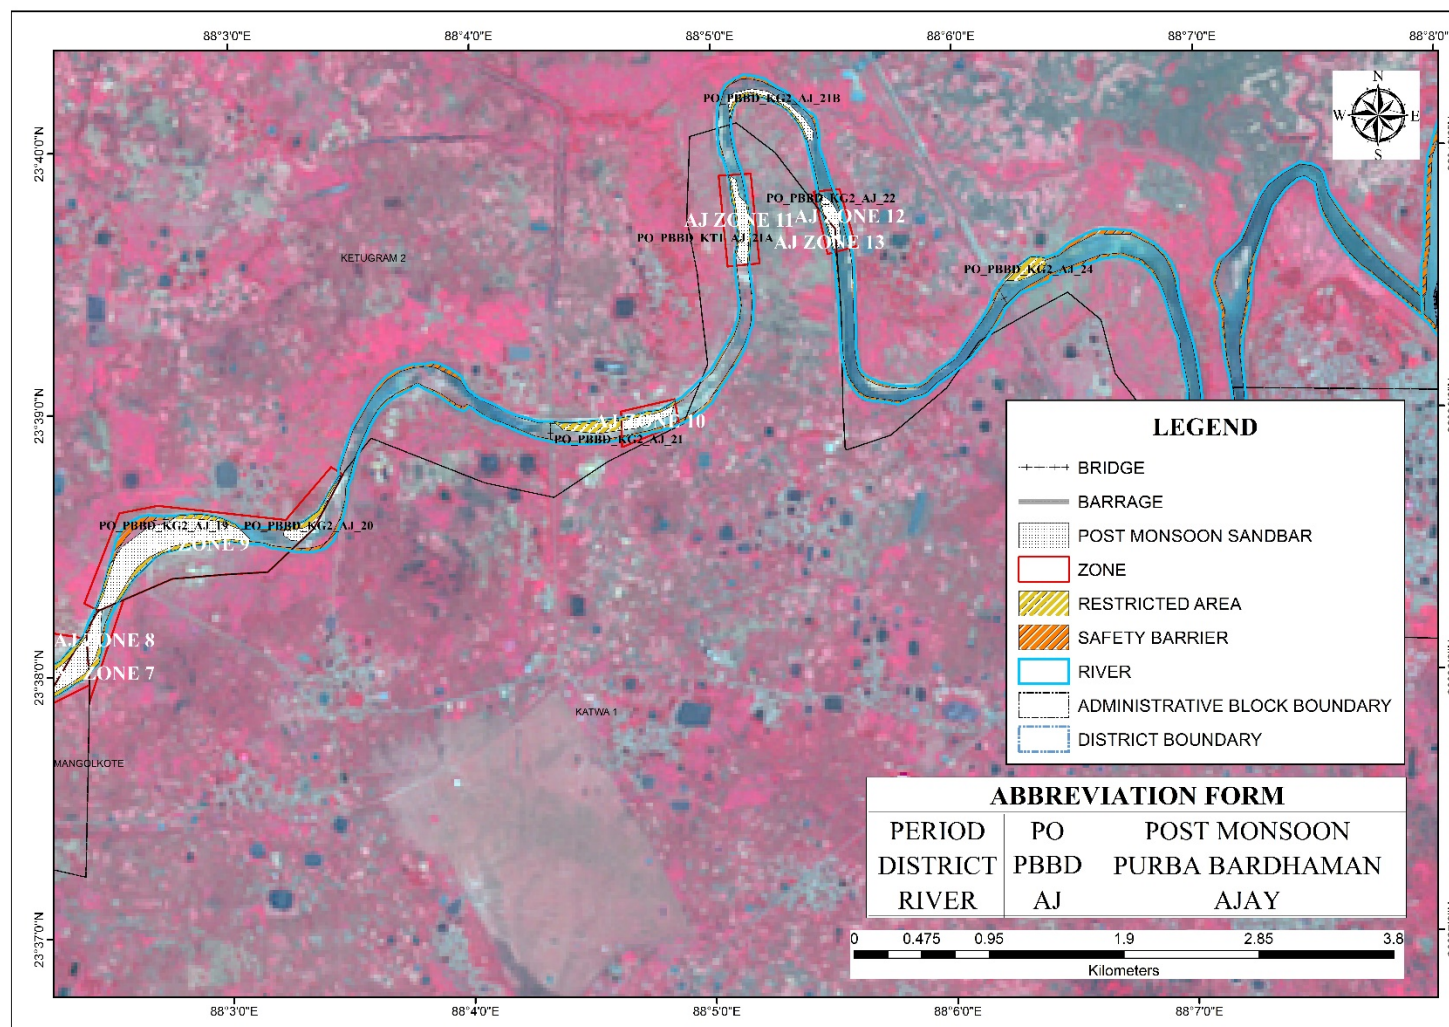 88°3'0"E 88°4'0"E 88°5'0"E 88°6'0"E 88°7'0"E 88°8'0"E
N
W E
S
23°40'0"N
23°39'0"N
23°38'0"N
23°37'0"N
PO_PBBD_KG2_AJ_21B
PO_PBBD_KG2_AJ_22
AJ ZONE 11
AJ ZONE 12
PO_PBBD_KT1_AJ_21A
AJ ZONE 13
KETUGRAM 2
PO_PBBD_KG2_AJ_24
AJ ZONE 10
PO_PBBD_KG2_AJ_21
PO_PBBD_KG2_AJ_19
PO_PBBD_KG2_AJ_20
ZONE 9
AJ ZONE 8
ZONE 7
KATWA 1
MANGOLKOTE
LEGEND
BRIDGE
BARRAGE
POST MONSOON SANDBAR
ZONE
RESTRICTED AREA
SAFETY BARRIER
RIVER
ADMINISTRATIVE BLOCK BOUNDARY
DISTRICT BOUNDARY
ABBREVIATION FORM
PERIOD PO POST MONSOON
DISTRICT PBBD PURBA BARDHAMAN
RIVER AJ AJAY
0 0.475 0.95 1.9 2.85 3.8
Kilometers
88°3'0"E 88°4'0"E 88°5'0"E 88°6'0"E 88°7'0"E